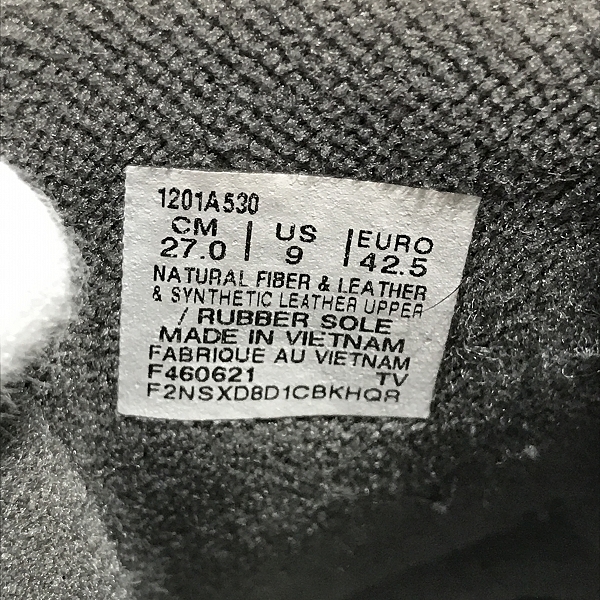 1201A530
CM | US | EURO
27.0 9 42.5
NATURAL FIBER & LEATHER
& SYNTHETIC LEATHER UPPER
/ RUBBER SOLE
MADE IN VIETNAM
FABRIQUE AU VIETNAM
F460621 TV
F2NSXD8D1CBKHQR